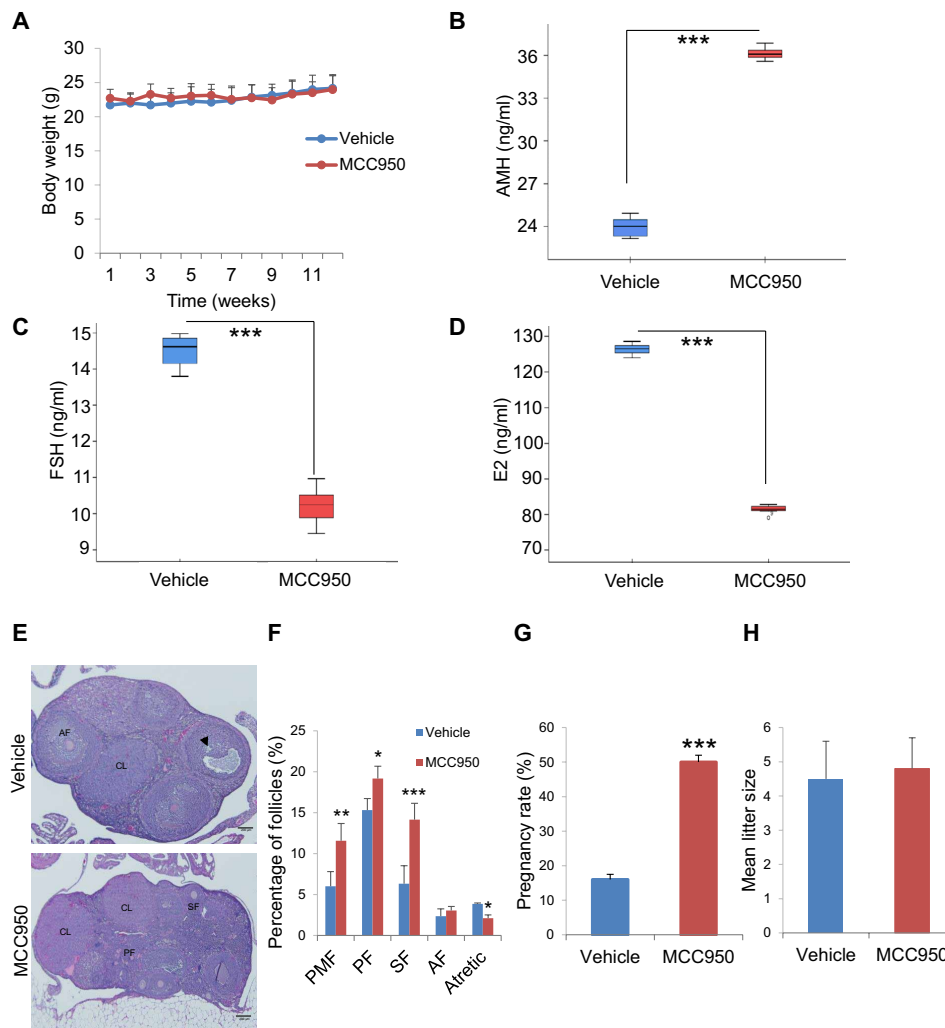 A
30
25
20
15
10
5
0
Body weight (g)
Vehicle
MCC950
1 3 5 7 9 11
Time (weeks)
B
36
33
27
24
AMH (ng/ml)
***
Vehicle MCC950
C
15
14
13
12
11
10
9
FSH (ng/ml)
***
Vehicle MCC950
D
130
120
110
100
90
80
70
E2 (ng/ml)
***
Vehicle MCC950
E
Vehicle
AF
CL
MCC950
CL
SF
CL
PF
F
25
20
15
10
5
0
Percentage of follicles (%)
Vehicle
MCC950
**
*
***
*
PMF PF SF AF Atretic
G
60
50
40
30
20
10
0
Pregnancy rate (%)
***
Vehicle MCC950
H
6
5
4
3
2
1
0
Mean litter size
Vehicle MCC950